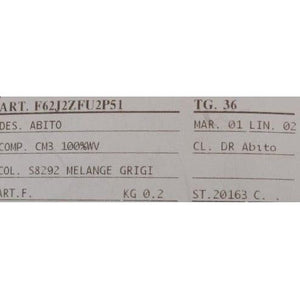 ART. F62J2ZFU2P51 TG. 36
DES. ABITO MAR. 01 LIN. 02
COMP. CM3 100%WV CL. DR Abito
COL. S8292 MELANGE GRIGI
ART.F. KG 0.2 ST.20163 C. .